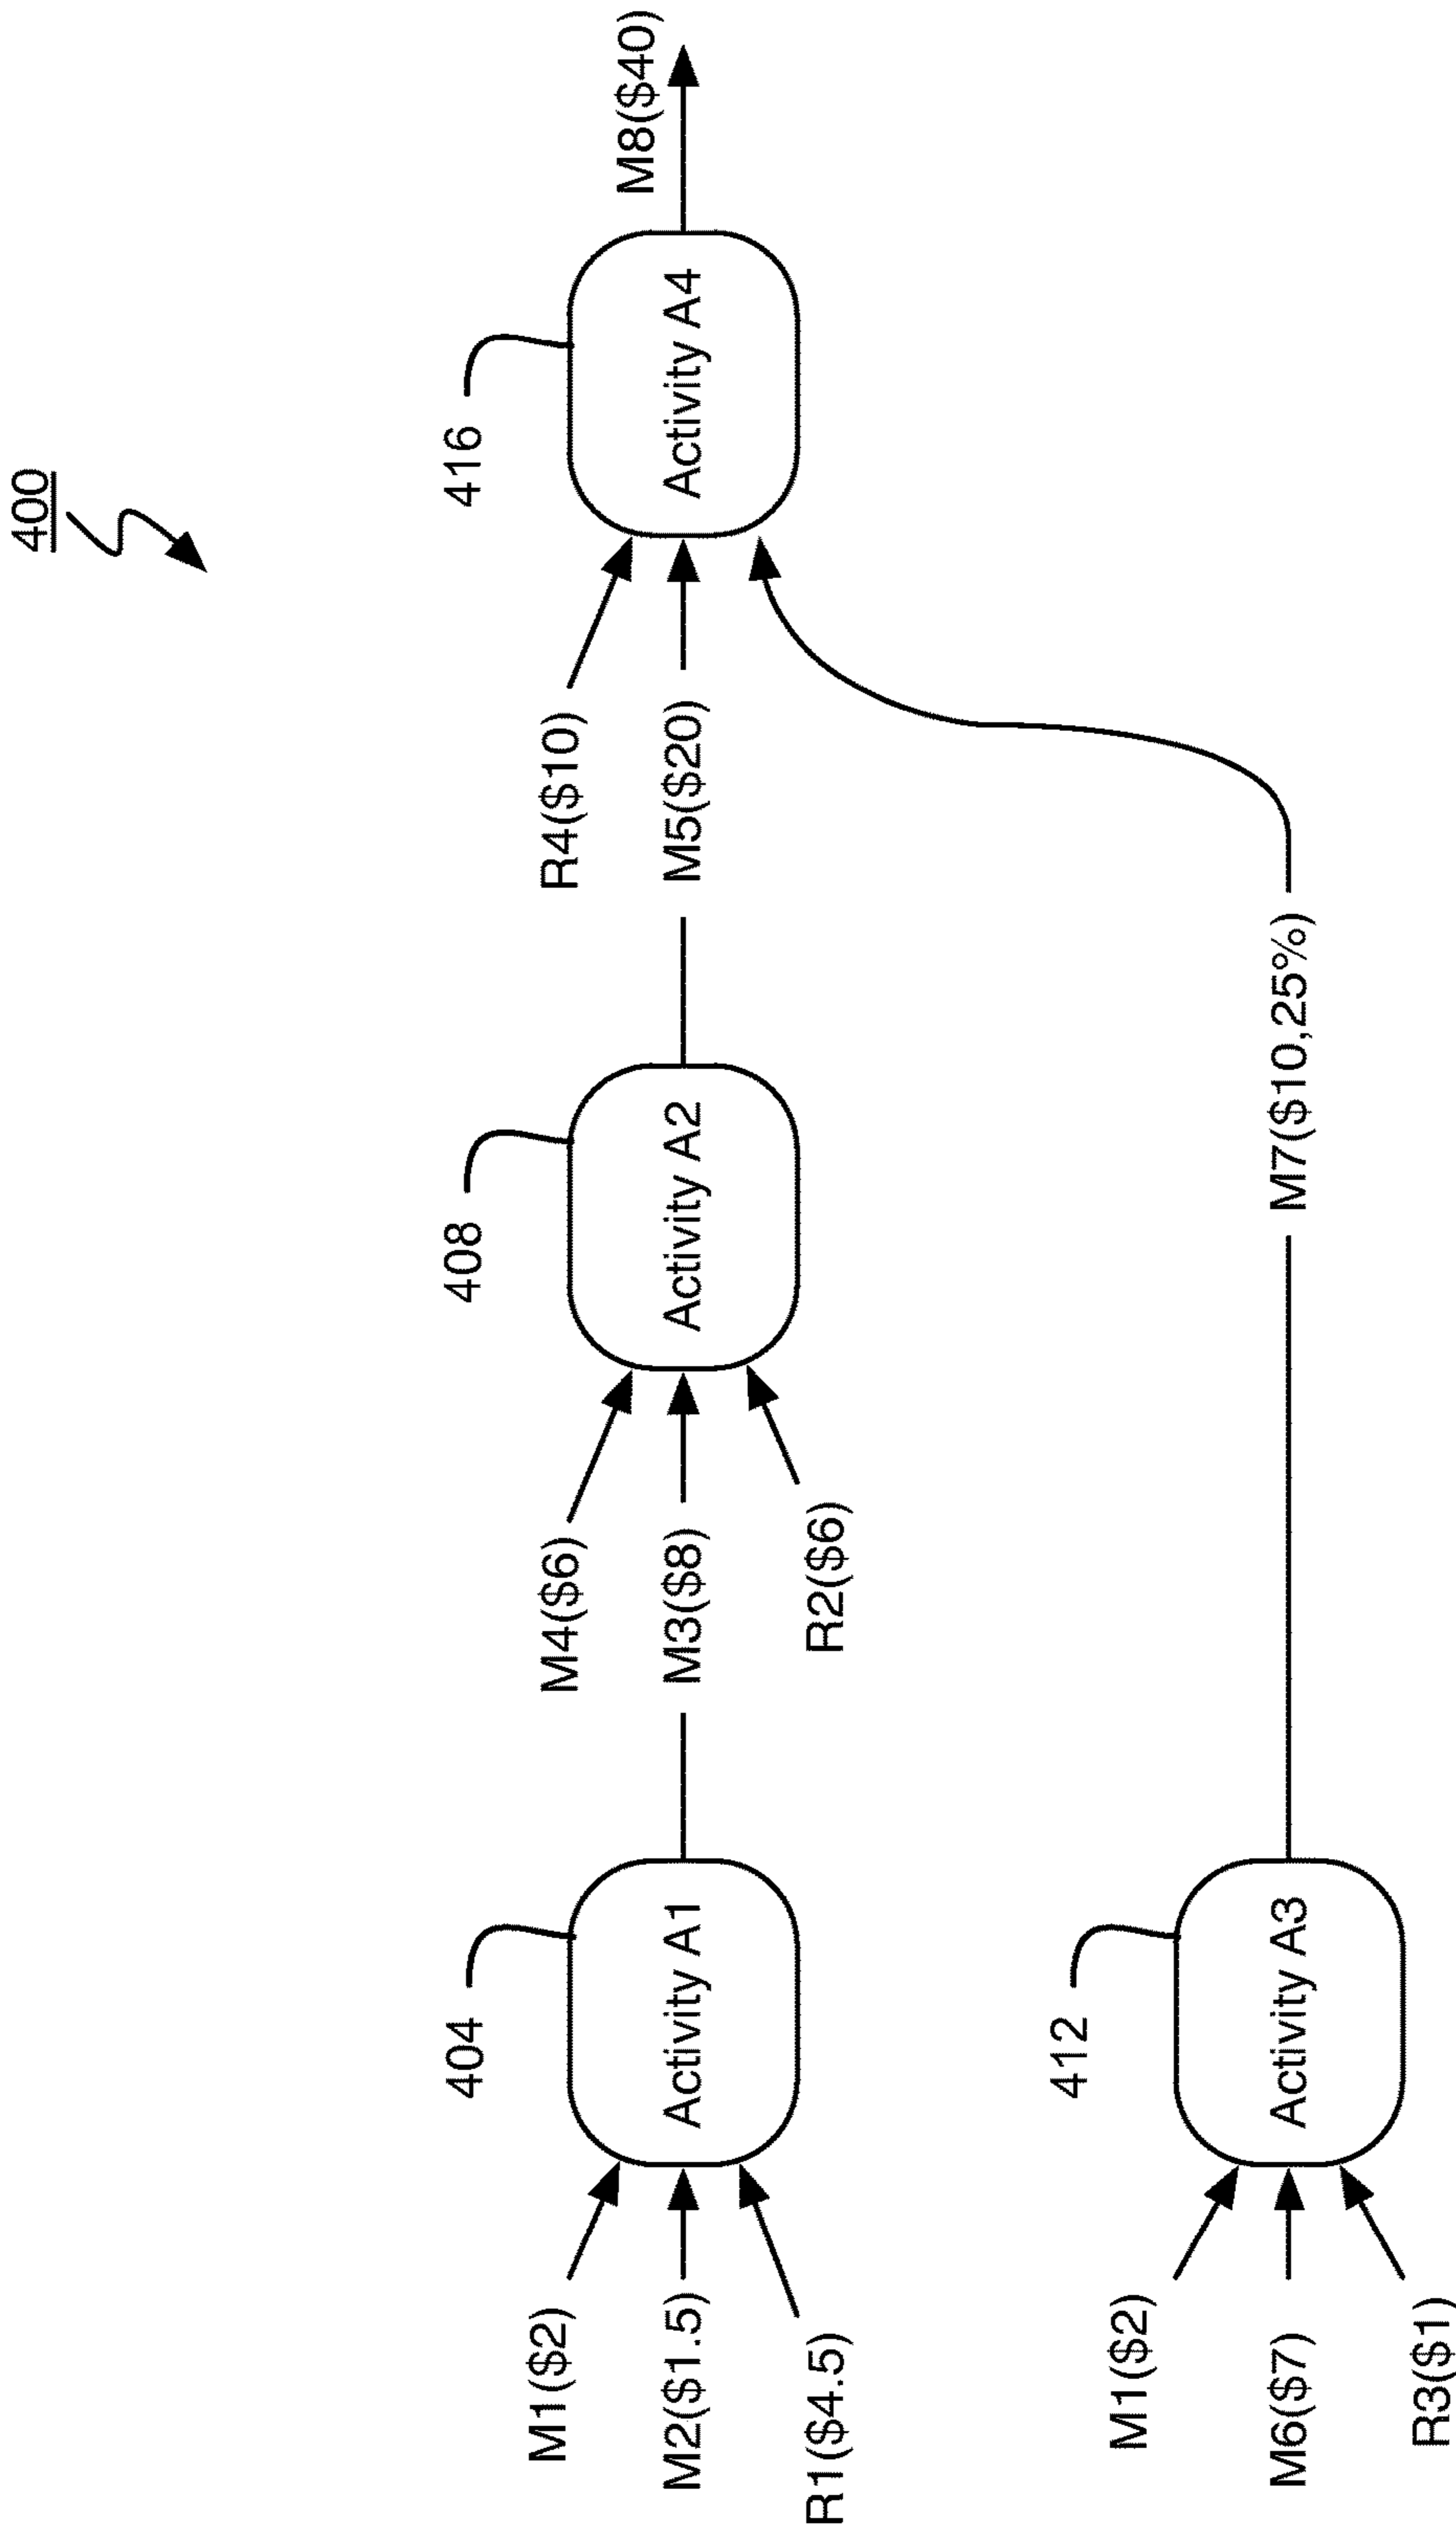 400
404
408
416
M1($2)
M4($6)
R4($10)
M8($40)
M2($1.5)
Activity A1
M3($8)
Activity A2
M5($20)
Activity A4
R1($4.5)
R2($6)
412
M1($2)
M6($7)
Activity A3
M7($10,25%)
R3($1)